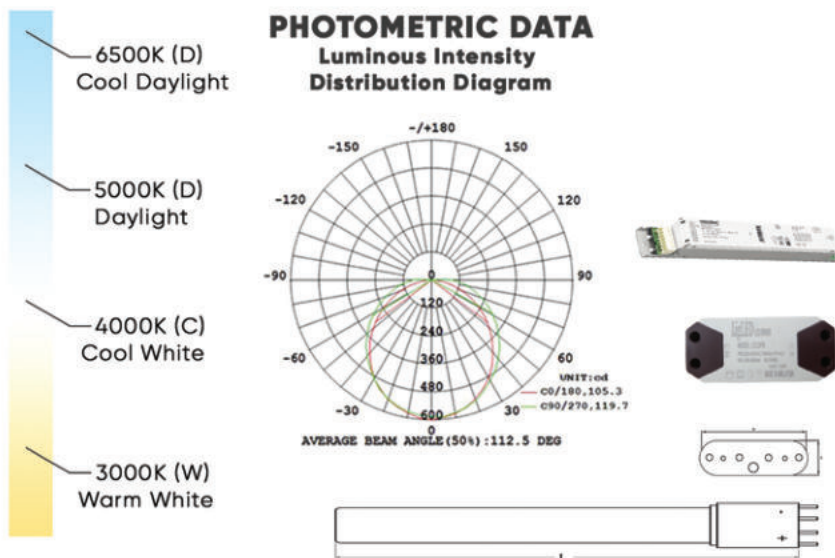 PHOTOMETRIC DATA
Luminous Intensity
Distribution Diagram
6500K (D)
Cool Daylight
5000K (D)
Daylight
4000K (C)
Cool White
3000K (W)
Warm White
-/+180
-150
150
-120
120
-90
0
90
120
240
-60
360
60
480
UNIT:cd
C0/180,105.3
-30
600
30
C90/270,119.7
0
AVERAGE BEAM ANGLE(50%):112.5 DEG